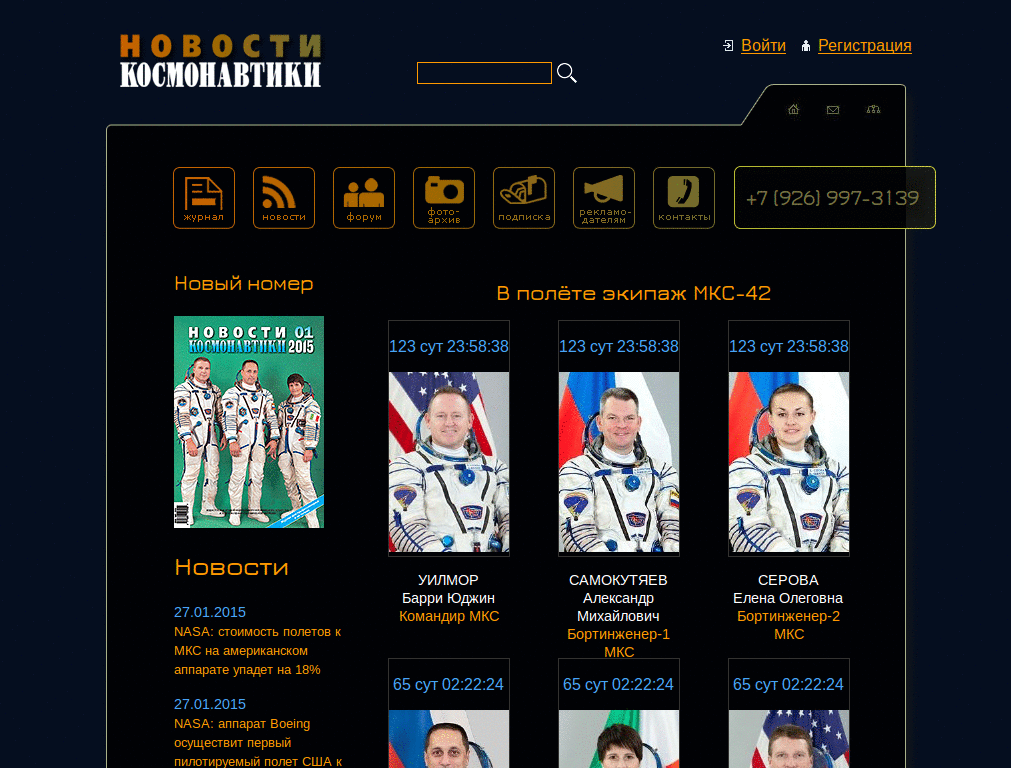 НОВОСТИ
КОСМОНАВТИКИ
Войти
Регистрация
журнал
новости
форум
фото-
архив
подписка
рекламо-
дателям
контакты
+7 (926) 997-3139
Новый номер
НОВОСТИ 01
КОСМОНАВТИКИ 2015
Новости
27.01.2015
NASA: стоимость полетов к
МКС на американском
аппарате упадет на 18%
27.01.2015
NASA: аппарат Boeing
осуществит первый
пилотируемый полет США к
В полёте экипаж МКС-42
123 сут 23:58:38
123 сут 23:58:38
123 сут 23:58:38
УИЛМОР
Барри Юджин
Командир МКС
САМОКУТЯЕВ
Александр
Михайлович
Бортинженер-1
МКС
СЕРОВА
Елена Олеговна
Бортинженер-2
МКС
65 сут 02:22:24
65 сут 02:22:24
65 сут 02:22:24